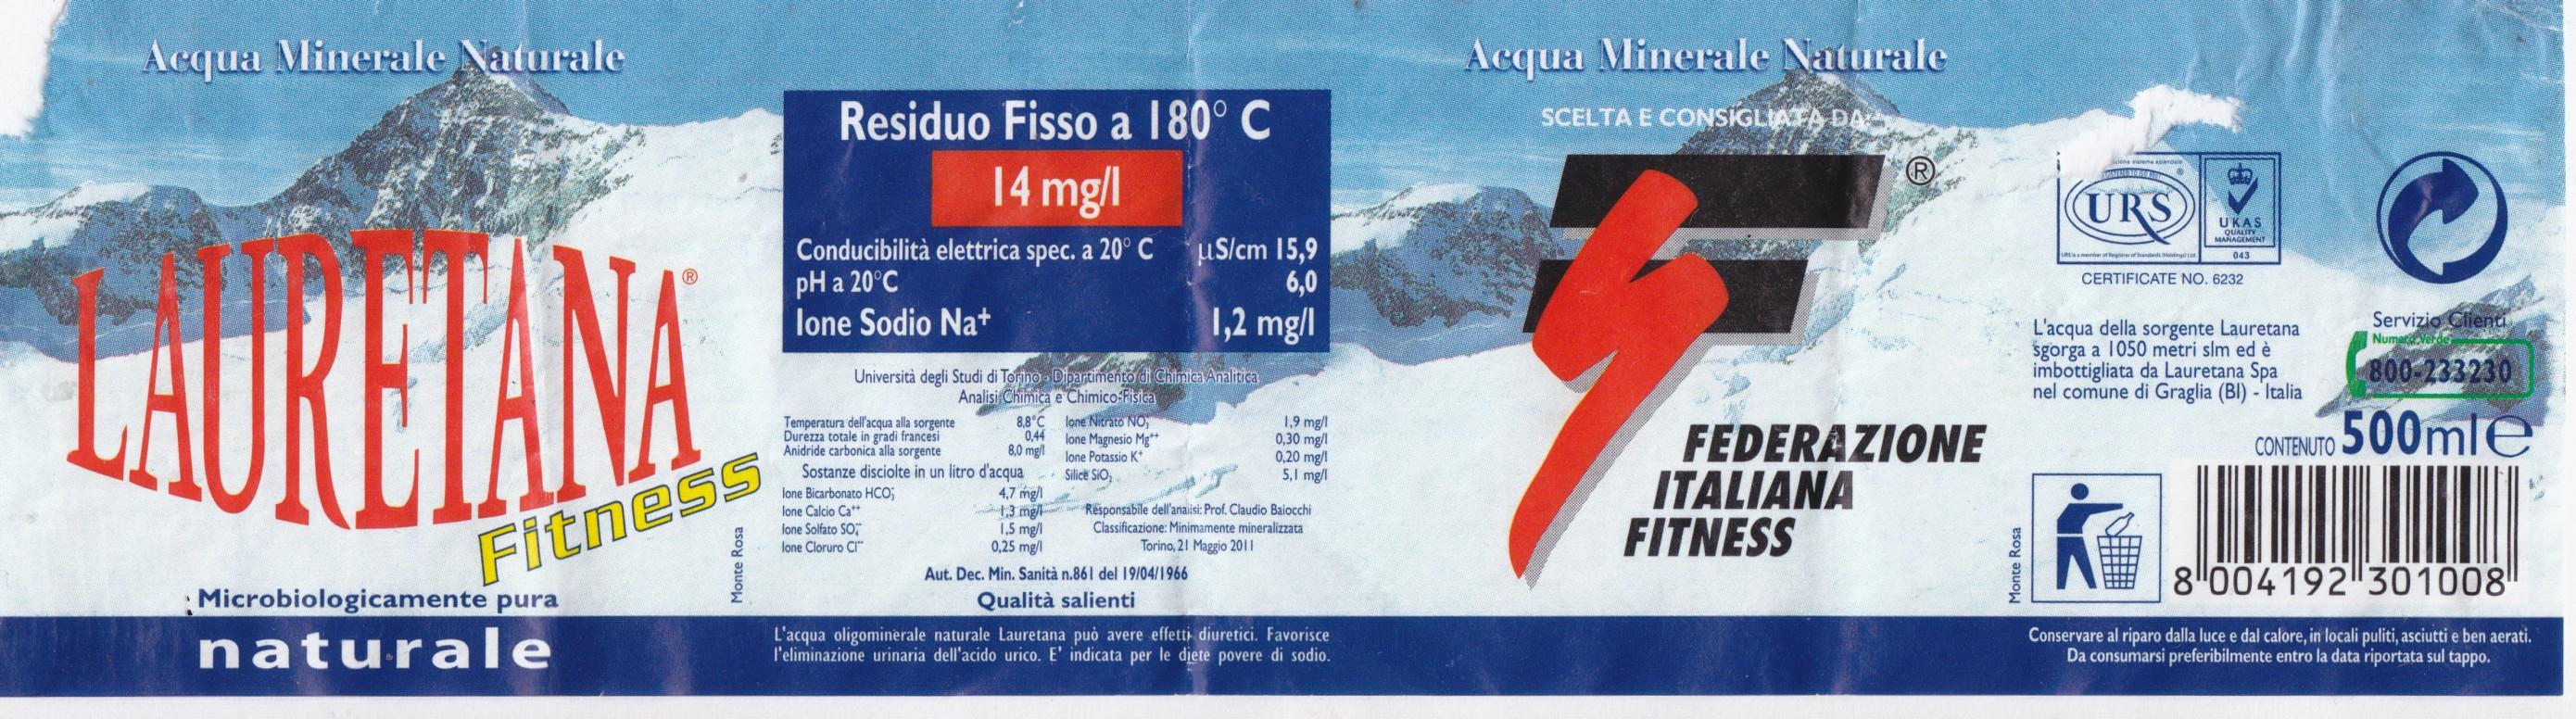 Acqua Minerale Naturale
LAURETANA®
Fitness
Microbiologicamente pura
naturale
Monte Rosa
Residuo Fisso a 180° C
14 mg/l
Conducibilità elettrica spec. a 20° C μS/cm 15,9
pH a 20°C 6,0
Ione Sodio Na⁺ 1,2 mg/l
Università degli Studi di Torino - Dipartimento di Chimica Analitica
Analisi Chimica e Chimico-Fisica
Temperatura dell'acqua alla sorgente 8,8°C
Durezza totale in gradi francesi 0,44
Anidride carbonica alla sorgente 8,0 mg/l
Sostanze disciolte in un litro d'acqua
Ione Bicarbonato HCO₃⁻ 4,7 mg/l
Ione Calcio Ca⁺⁺ 1,3 mg/l
Ione Solfato SO₄⁻⁻ 1,5 mg/l
Ione Cloruro Cl⁻ 0,25 mg/l
Ione Nitrato NO₃⁻ 1,9 mg/l
Ione Magnesio Mg⁺⁺ 0,30 mg/l
Ione Potassio K⁺ 0,20 mg/l
Silice SiO₂ 5,1 mg/l
Responsabile dell'analisi: Prof. Claudio Baiocchi
Classificazione: Minimamente mineralizzata
Torino, 21 Maggio 2011
Aut. Dec. Min. Sanità n.861 del 19/04/1966
Qualità salienti
L'acqua oligominerale naturale Lauretana può avere effetti diuretici. Favorisce
l'eliminazione urinaria dell'acido urico. E' indicata per le diete povere di sodio.
Acqua Minerale Naturale
SCELTA E CONSIGLIATA DA:
®
FEDERAZIONE
ITALIANA
FITNESS
Monte Rosa
URS
®
URS is a member of Registrar of Standards (Holdings) Ltd
UKAS
QUALITY
MANAGEMENT
043
CERTIFICATE NO. 6232
L'acqua della sorgente Lauretana
sgorga a 1050 metri slm ed è
imbottigliata da Lauretana Spa
nel comune di Graglia (BI) - Italia
Servizio Clienti
Numero Verde
800-233230
CONTENUTO 500ml e
8 004192 301008
Conservare al riparo dalla luce e dal calore, in locali puliti, asciutti e ben aerati.
Da consumarsi preferibilmente entro la data riportata sul tappo.